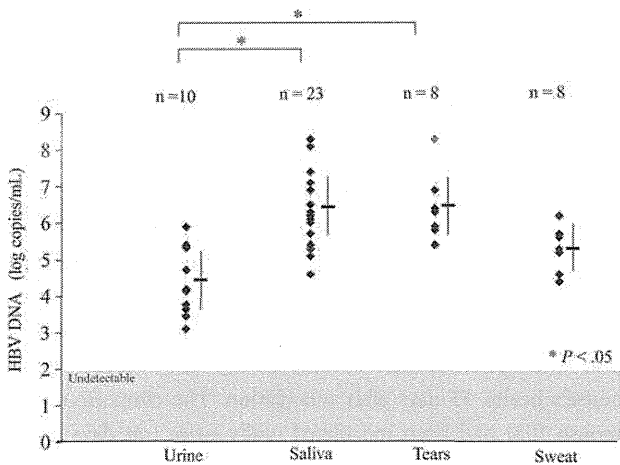 *
*
n =10 n = 23 n = 8 n = 8
9
8
7
6
5
4
3
2
1
0
HBV DNA (log copies/mL)
* P < .05
Undetectable
Urine Saliva Tears Sweat